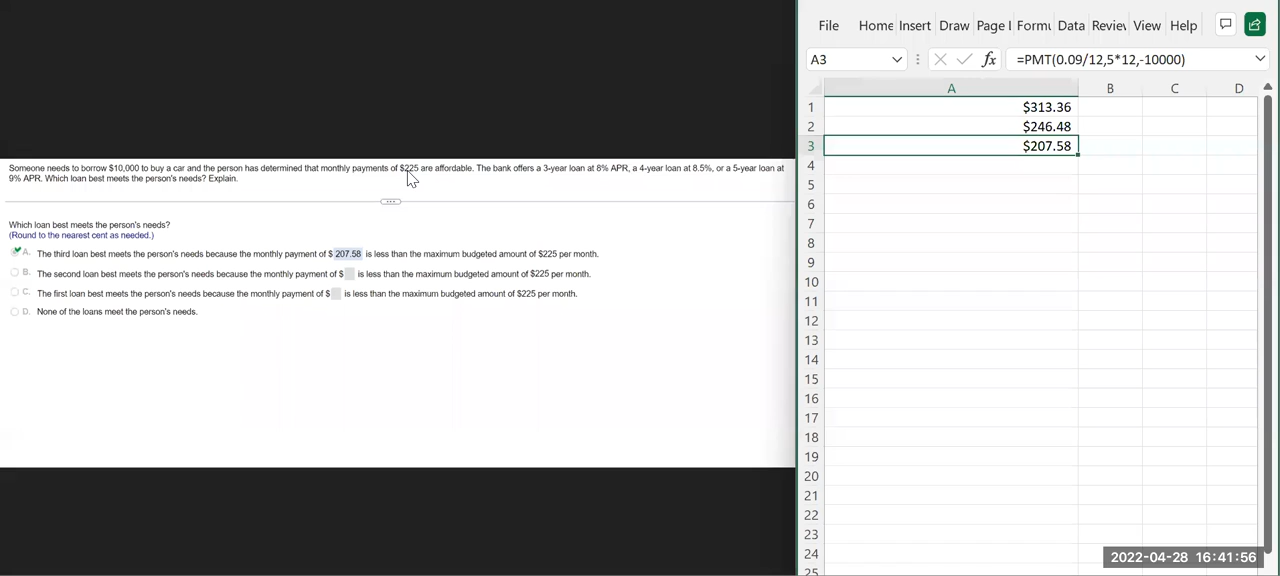 Someone needs to borrow $10,000 to buy a car and the person has determined that monthly payments of $225 are affordable. The bank offers a 3-year loan at 8% APR, a 4-year loan at 8.5%, or a 5-year loan at
9% APR. Which loan best meets the person's needs? Explain.
Which loan best meets the person's needs?
(Round to the nearest cent as needed.)
A. The third loan best meets the person's needs because the monthly payment of $ 207.58 is less than the maximum budgeted amount of $225 per month.
B. The second loan best meets the person's needs because the monthly payment of $ is less than the maximum budgeted amount of $225 per month.
C. The first loan best meets the person's needs because the monthly payment of $ is less than the maximum budgeted amount of $225 per month.
D. None of the loans meet the person's needs.
File Home Insert Draw Page Formu Data Review View Help
A3 fx =PMT(0.09/12,5*12,-10000)
A B C D
1 $313.36
2 $246.48
3 $207.58
4
5
6
7
8
9
10
11
12
13
14
15
16
17
18
19
20
21
22
23
24
25
2022-04-28 16:41:56